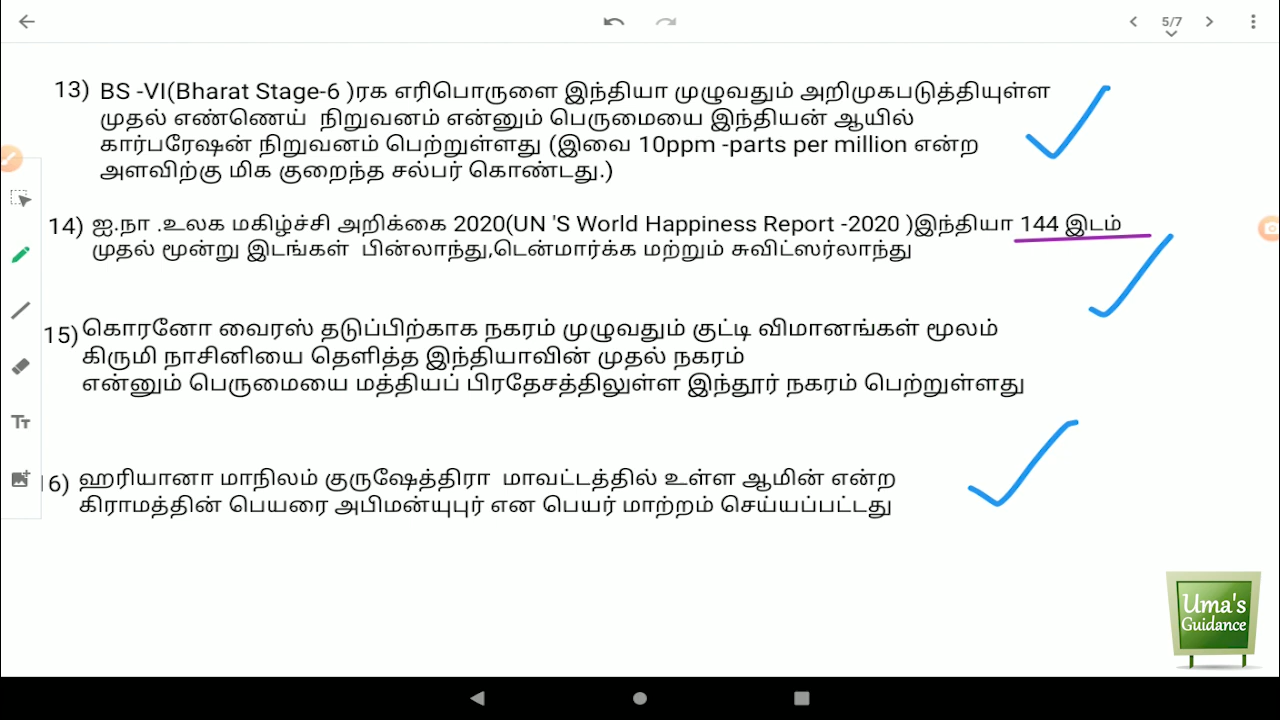 5/7
13) BS -VI(Bharat Stage-6 )ரக எரிபொருளை இந்தியா முழுவதும் அறிமுகபடுத்தியுள்ள
முதல் எண்ணெய் நிறுவனம் என்னும் பெருமையை இந்தியன் ஆயில்
கார்பரேஷன் நிறுவனம் பெற்றுள்ளது (இவை 10ppm -parts per million என்ற
அளவிற்கு மிக குறைந்த சல்பர் கொண்டது.)
14) ஐ.நா .உலக மகிழ்ச்சி அறிக்கை 2020(UN 'S World Happiness Report -2020 )இந்தியா 144 இடம்
முதல் மூன்று இடங்கள் பின்லாந்து,டென்மார்க்க மற்றும் சுவிட்ஸர்லாந்து
15) கொரனோ வைரஸ் தடுப்பிற்காக நகரம் முழுவதும் குட்டி விமானங்கள் மூலம்
கிருமி நாசினியை தெளித்த இந்தியாவின் முதல் நகரம்
என்னும் பெருமையை மத்தியப் பிரதேசத்திலுள்ள இந்தூர் நகரம் பெற்றுள்ளது
16) ஹரியானா மாநிலம் குருஷேத்திரா மாவட்டத்தில் உள்ள ஆமின் என்ற
கிராமத்தின் பெயரை அபிமன்யுபுர் என பெயர் மாற்றம் செய்யப்பட்டது
TT
Uma's
Guidance